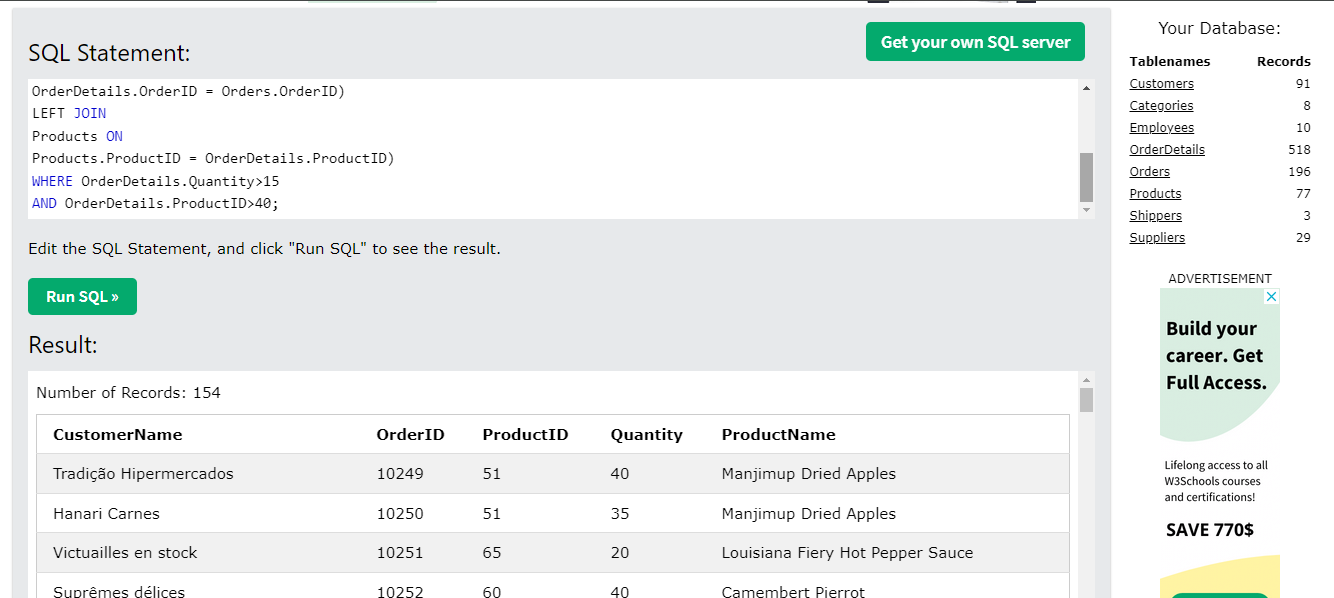 SQL Statement:
Get your own SQL server
OrderDetails.OrderID = Orders.OrderID)
LEFT JOIN
Products ON
Products.ProductID = OrderDetails.ProductID)
WHERE OrderDetails.Quantity>15
AND OrderDetails.ProductID>40;
Edit the SQL Statement, and click "Run SQL" to see the result.
Run SQL »
Result:
Number of Records: 154
CustomerName OrderID ProductID Quantity ProductName
Tradição Hipermercados 10249 51 40 Manjimup Dried Apples
Hanari Carnes 10250 51 35 Manjimup Dried Apples
Victuailles en stock 10251 65 20 Louisiana Fiery Hot Pepper Sauce
Suprêmes délices 10252 60 40 Camembert Pierrot
Your Database:
Tablenames Records
Customers 91
Categories 8
Employees 10
OrderDetails 518
Orders 196
Products 77
Shippers 3
Suppliers 29
ADVERTISEMENT
Build your
career. Get
Full Access.
Lifelong access to all
W3Schools courses
and certifications!
SAVE 770$